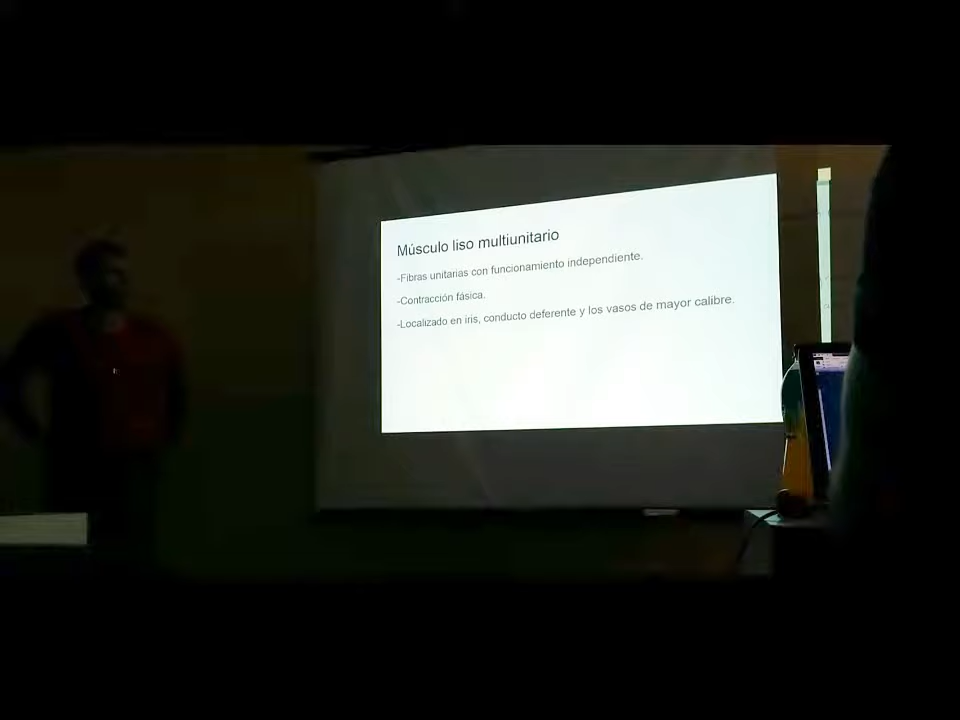 Músculo liso multiunitario
-Fibras unitarias con funcionamiento independiente.
-Contracción fásica.
-Localizado en iris, conducto deferente y los vasos de mayor calibre.